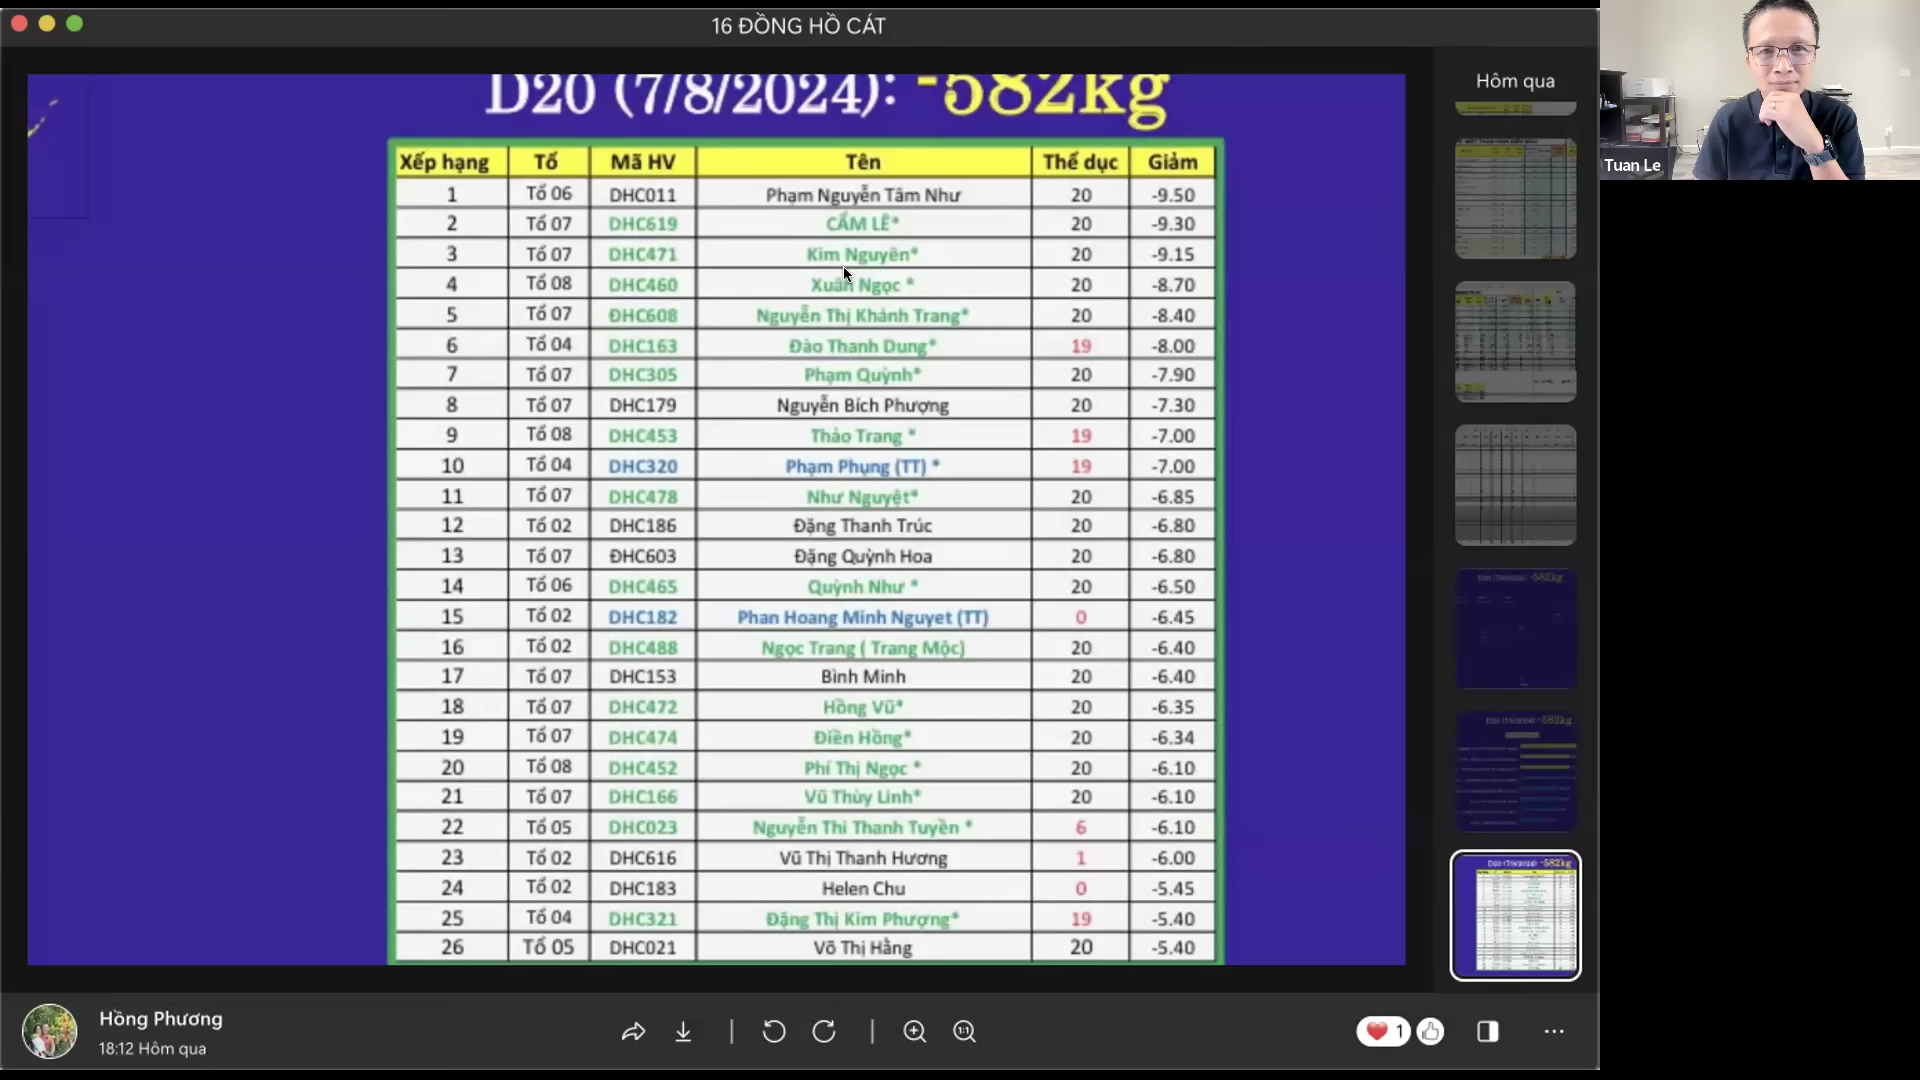 16 ĐỒNG HỒ CÁT
D20 (7/8/2024): -582kg
Xếp hạng Tổ Mã HV Tên Thể dục Giảm
1 Tổ 06 DHC011 Phạm Nguyễn Tâm Như 20 -9.50
2 Tổ 07 DHC619 CẨM LÊ* 20 -9.30
3 Tổ 07 DHC471 Kim Nguyên* 20 -9.15
4 Tổ 08 DHC460 Xuân Ngọc * 20 -8.70
5 Tổ 07 ĐHC608 Nguyễn Thị Khánh Trang* 20 -8.40
6 Tổ 04 DHC163 Đào Thanh Dung* 19 -8.00
7 Tổ 07 DHC305 Phạm Quỳnh* 20 -7.90
8 Tổ 07 DHC179 Nguyễn Bích Phượng 20 -7.30
9 Tổ 08 DHC453 Thảo Trang * 19 -7.00
10 Tổ 04 DHC320 Phạm Phụng (TT) * 19 -7.00
11 Tổ 07 DHC478 Như Nguyệt* 20 -6.85
12 Tổ 02 DHC186 Đặng Thanh Trúc 20 -6.80
13 Tổ 07 ĐHC603 Đặng Quỳnh Hoa 20 -6.80
14 Tổ 06 DHC465 Quỳnh Như * 20 -6.50
15 Tổ 02 DHC182 Phan Hoang Minh Nguyet (TT) 0 -6.45
16 Tổ 02 DHC488 Ngọc Trang ( Trang Mộc) 20 -6.40
17 Tổ 07 DHC153 Bình Minh 20 -6.40
18 Tổ 07 DHC472 Hồng Vũ* 20 -6.35
19 Tổ 07 DHC474 Điền Hồng* 20 -6.34
20 Tổ 08 DHC452 Phí Thị Ngọc * 20 -6.10
21 Tổ 07 DHC166 Vũ Thùy Linh* 20 -6.10
22 Tổ 05 DHC023 Nguyễn Thi Thanh Tuyền * 6 -6.10
23 Tổ 02 DHC616 Vũ Thị Thanh Hương 1 -6.00
24 Tổ 02 DHC183 Helen Chu 0 -5.45
25 Tổ 04 DHC321 Đặng Thị Kim Phượng* 19 -5.40
26 Tổ 05 DHC021 Võ Thị Hằng 20 -5.40
Hôm qua
-582kg
-582kg
-582kg
Tuan Le
Hồng Phương
18:12 Hôm qua
1:1
1